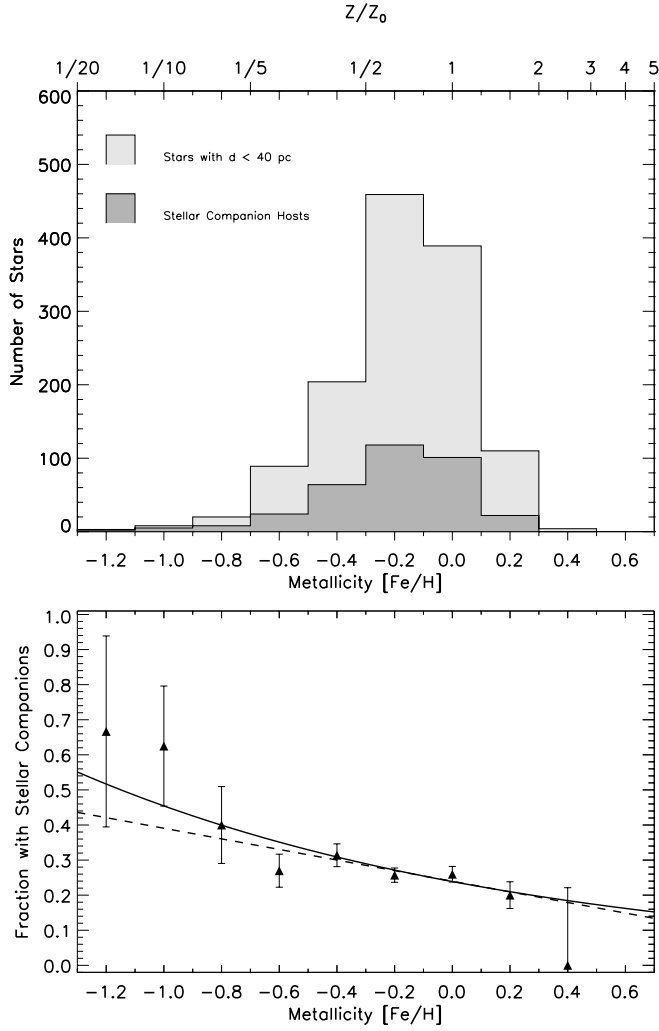 Z/Z₀
1/20 1/10 1/5 1/2 1 2 3 4 5
600
500
400
300
200
100
0
Number of Stars
Stars with d < 40 pc
Stellar Companion Hosts
−1.2 −1.0 −0.8 −0.6 −0.4 −0.2 0.0 0.2 0.4 0.6
Metallicity [Fe/H]
1.0
0.9
0.8
0.7
0.6
0.5
0.4
0.3
0.2
0.1
0.0
Fraction with Stellar Companions
−1.2 −1.0 −0.8 −0.6 −0.4 −0.2 0.0 0.2 0.4 0.6
Metallicity [Fe/H]